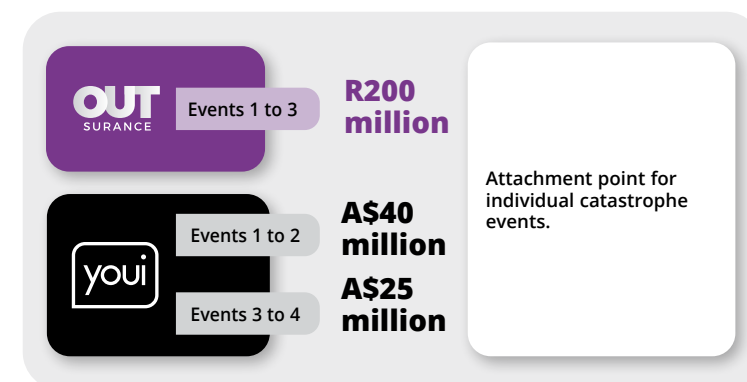 OUT
SURANCE
Events 1 to 3
R200
million
youi
Events 1 to 2
A$40
million
Events 3 to 4
A$25
million
Attachment point for
individual catastrophe
events.